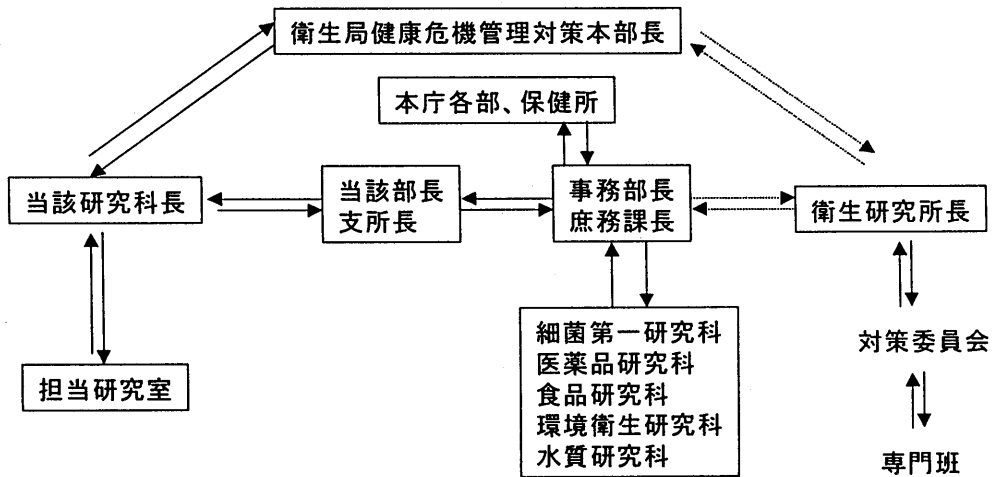 衛生局健康危機管理対策本部長
本庁各部、保健所
当該研究科長
当該部長
支所長
事務部長
庶務課長
衛生研究所長
細菌第一研究科
医薬品研究科
食品研究科
環境衛生研究科
水質研究科
対策委員会
担当研究室
専門班